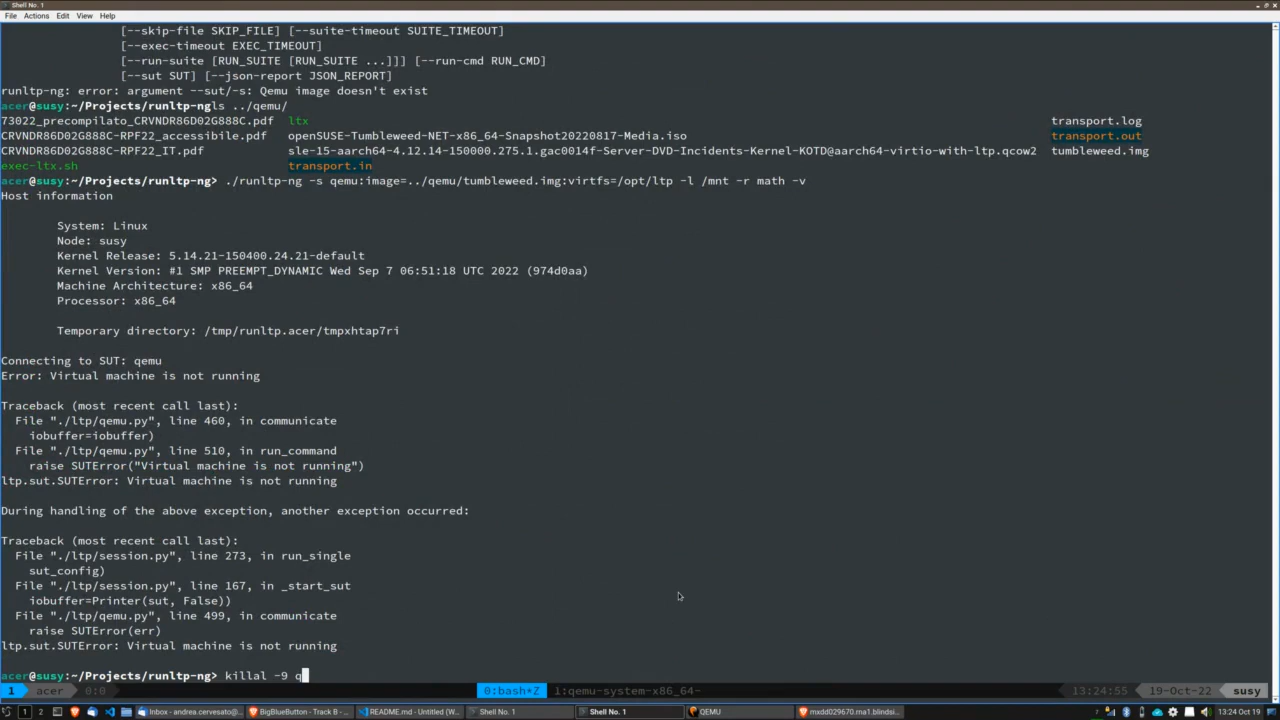 Shell No. 1
File Actions Edit View Help
[--skip-file SKIP_FILE] [--suite-timeout SUITE_TIMEOUT]
[--exec-timeout EXEC_TIMEOUT]
[--run-suite [RUN_SUITE [RUN_SUITE ...]]] [--run-cmd RUN_CMD]
[--sut SUT] [--json-report JSON_REPORT]
runltp-ng: error: argument --sut/-s: Qemu image doesn't exist
acer@susy:~/Projects/runltp-ngls ../qemu/
73022_precompilato_CRVNDR86D02G888C.pdf ltx transport.log
CRVNDR86D02G888C-RPF22_accessibile.pdf openSUSE-Tumbleweed-NET-x86_64-Snapshot20220817-Media.iso transport.out
CRVNDR86D02G888C-RPF22_IT.pdf sle-15-aarch64-4.12.14-150000.275.1.gac0014f-Server-DVD-Incidents-Kernel-KOTD@aarch64-virtio-with-ltp.qcow2 tumbleweed.img
exec-ltx.sh transport.in
acer@susy:~/Projects/runltp-ng> ./runltp-ng -s qemu:image=../qemu/tumbleweed.img:virtfs=/opt/ltp -l /mnt -r math -v
Host information
System: Linux
Node: susy
Kernel Release: 5.14.21-150400.24.21-default
Kernel Version: #1 SMP PREEMPT_DYNAMIC Wed Sep 7 06:51:18 UTC 2022 (974d0aa)
Machine Architecture: x86_64
Processor: x86_64
Temporary directory: /tmp/runltp.acer/tmpxhtap7ri
Connecting to SUT: qemu
Error: Virtual machine is not running
Traceback (most recent call last):
File "./ltp/qemu.py", line 460, in communicate
iobuffer=iobuffer)
File "./ltp/qemu.py", line 510, in run_command
raise SUTError("Virtual machine is not running")
ltp.sut.SUTError: Virtual machine is not running
During handling of the above exception, another exception occurred:
Traceback (most recent call last):
File "./ltp/session.py", line 273, in run_single
sut_config)
File "./ltp/session.py", line 167, in _start_sut
iobuffer=Printer(sut, False))
File "./ltp/qemu.py", line 499, in communicate
raise SUTError(err)
ltp.sut.SUTError: Virtual machine is not running
acer@susy:~/Projects/runltp-ng> killal -9 q
1 acer 0:0 0:bash*Z 1:qemu-system-x86_64- 13:24:55 19-Oct-22 susy
1 2 Inbox - andrea.cervesato@... BigBlueButton - Track B - ... README.md - Untitled (W... Shell No. 1 Shell No. 1 QEMU mxdd029670.rna1.blindsi... 13:24 Oct 19